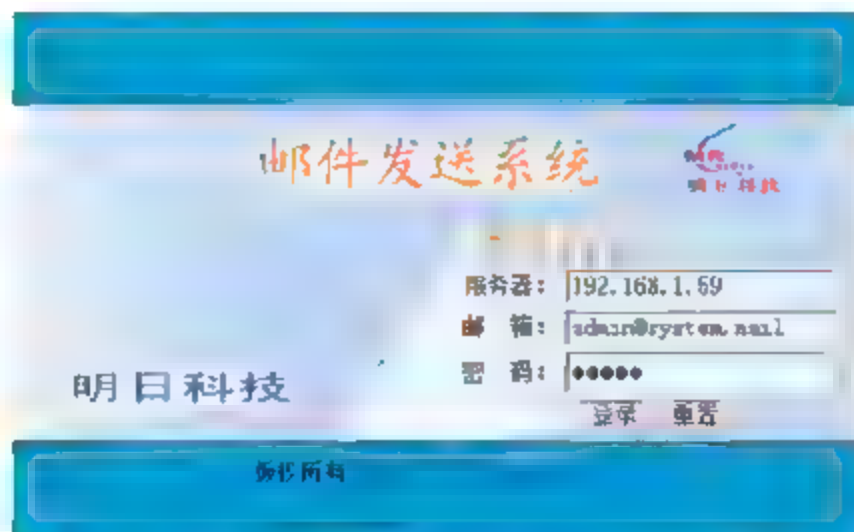 邮件发送系统
明日科技
服务器: 192.168.1.69
邮 箱: admin@system.mail
密 码: ●●●●●
明日科技
登录 重置
版权所有